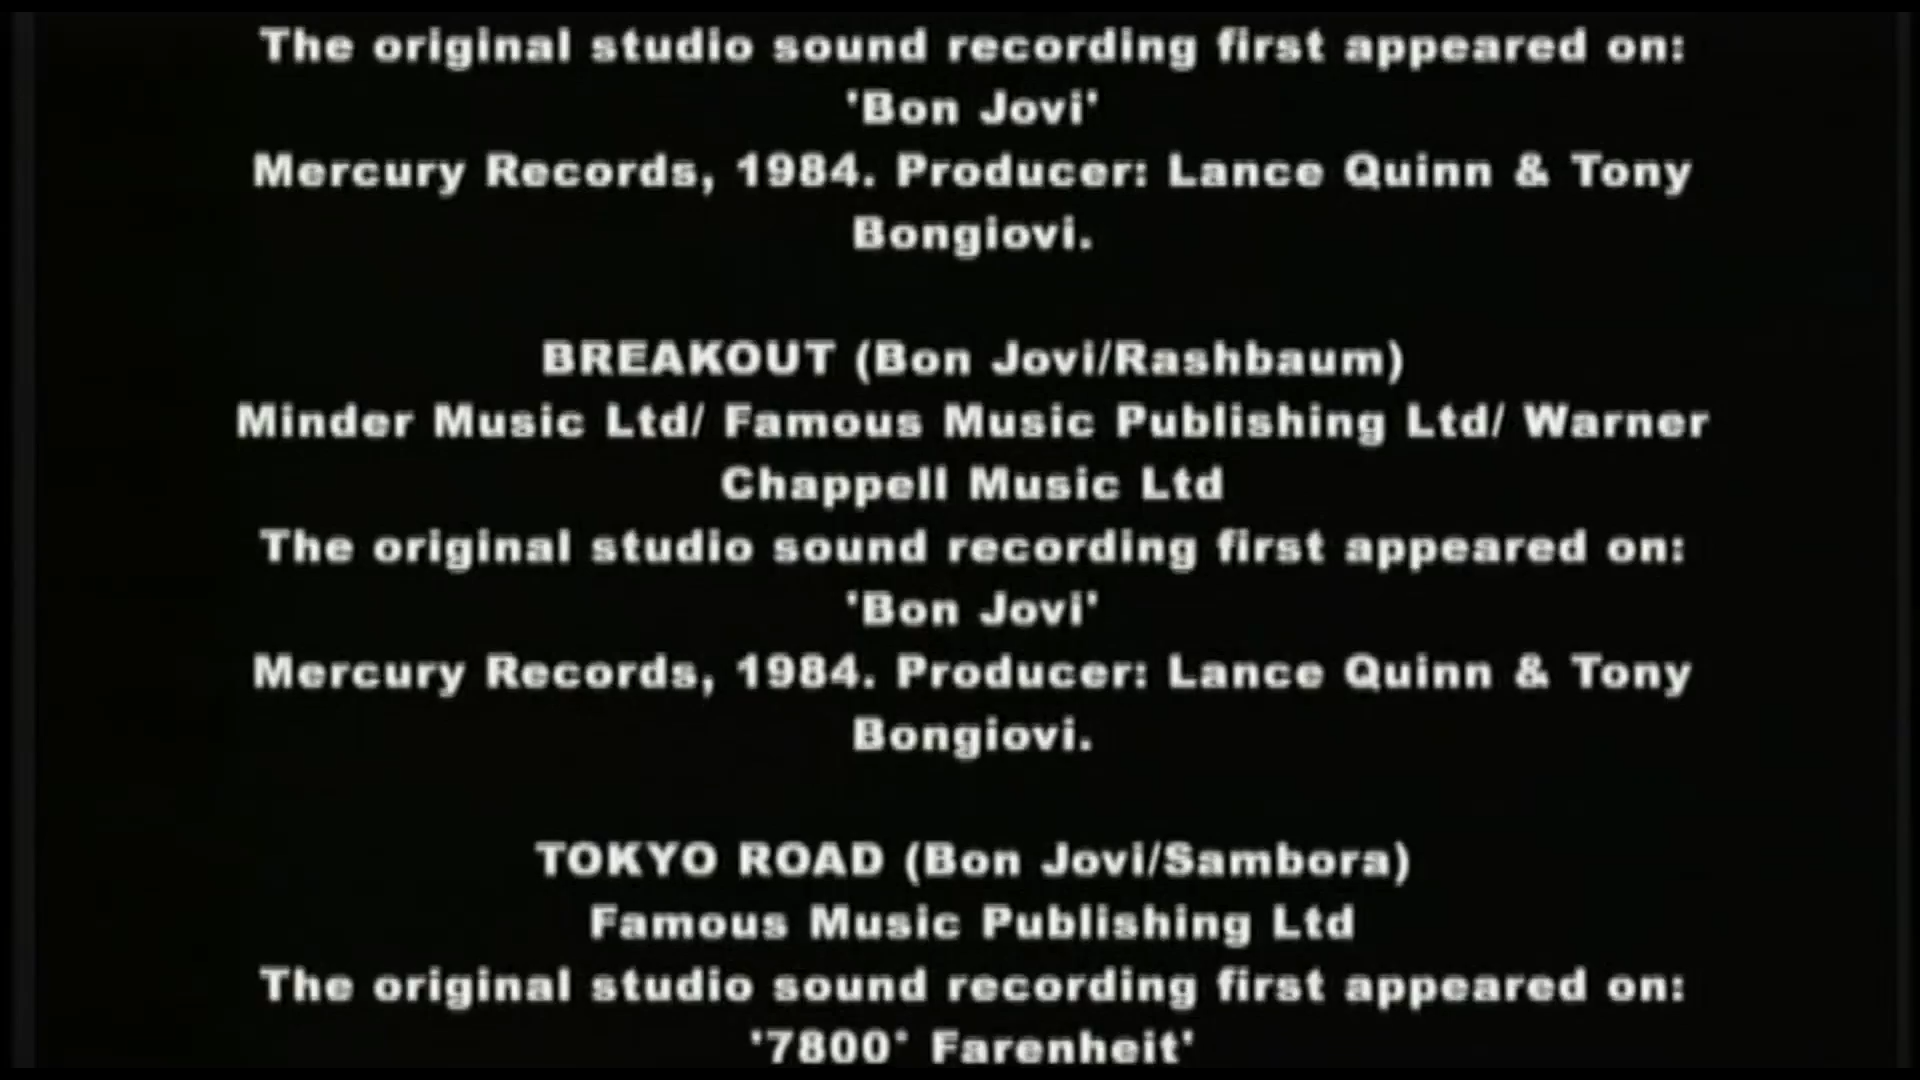 The original studio sound recording first appeared on:
'Bon Jovi'
Mercury Records, 1984. Producer: Lance Quinn & Tony
Bongiovi.
BREAKOUT (Bon Jovi/Rashbaum)
Minder Music Ltd/ Famous Music Publishing Ltd/ Warner
Chappell Music Ltd
The original studio sound recording first appeared on:
'Bon Jovi'
Mercury Records, 1984. Producer: Lance Quinn & Tony
Bongiovi.
TOKYO ROAD (Bon Jovi/Sambora)
Famous Music Publishing Ltd
The original studio sound recording first appeared on:
'7800° Farenheit'